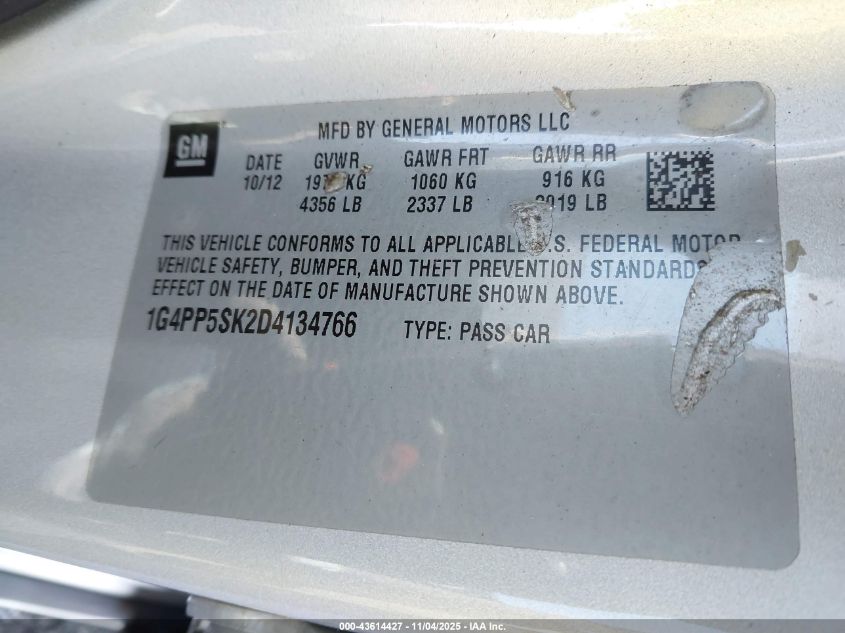 GM
MFD BY GENERAL MOTORS LLC
DATE GVWR GAWR FRT GAWR RR
10/12 1060 KG 916 KG
4356 LB 2337 LB LB
THIS VEHICLE CONFORMS TO ALL APPLICABLE FEDERAL MOTOR
VEHICLE SAFETY, BUMPER, AND THEFT PREVENTION STANDARDS
EFFECT ON THE DATE OF MANUFACTURE SHOWN ABOVE.
1G4PP5SK2D4134766 TYPE: PASS CAR
000-43614427 - 11/04/2025 - IAA Inc.